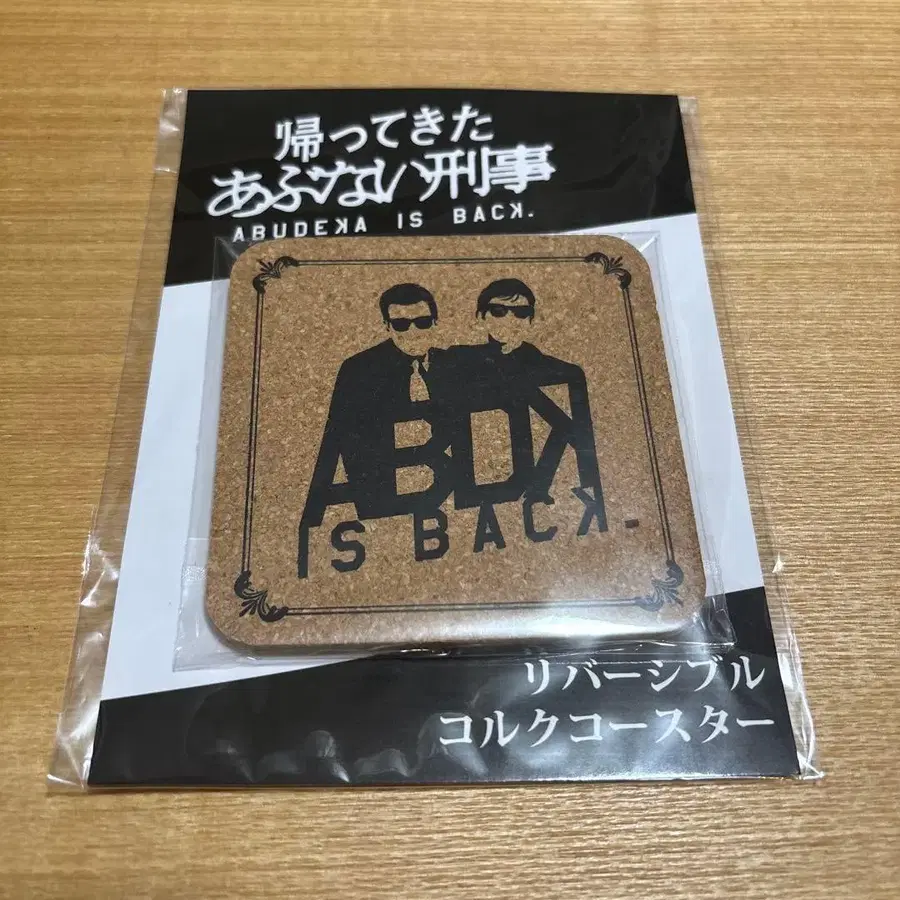 帰ってきた
あぶない刑事
ABUDEKA IS BACK.
ABDK
IS BACK.
リバーシブル
コルクコースター